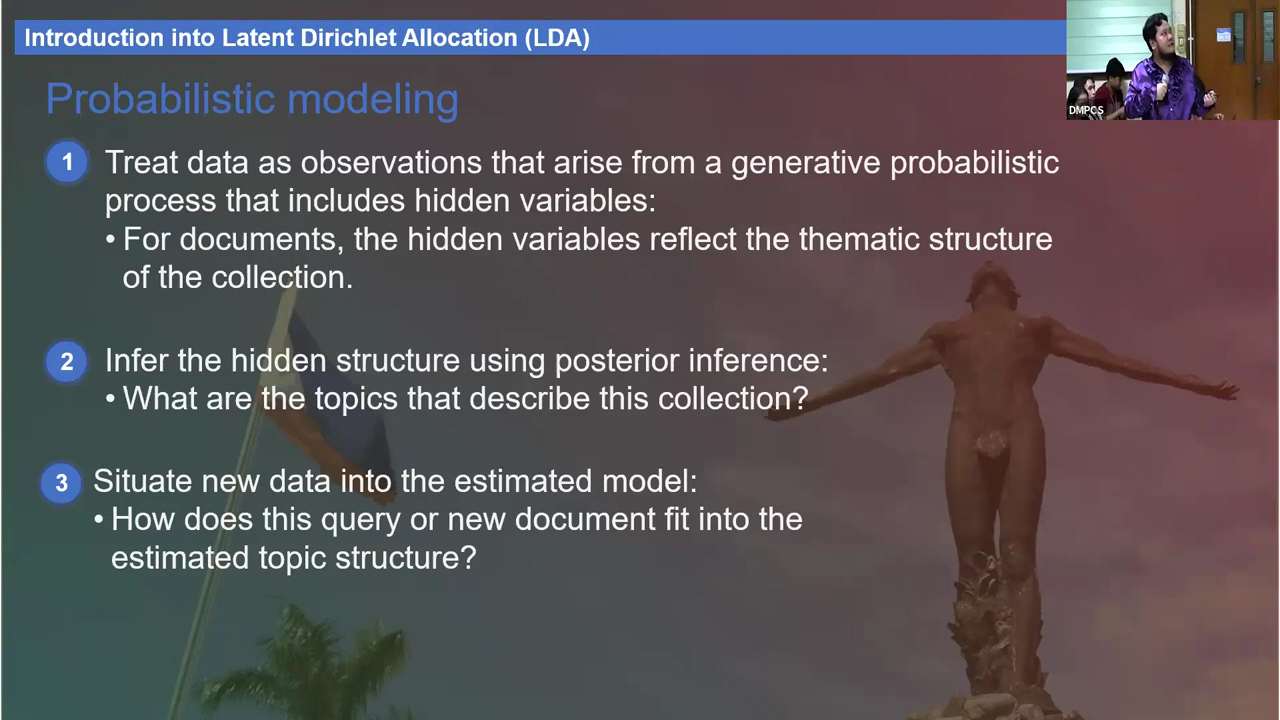 Introduction into Latent Dirichlet Allocation (LDA)
DMPCS
Probabilistic modeling
1 Treat data as observations that arise from a generative probabilistic
process that includes hidden variables:
• For documents, the hidden variables reflect the thematic structure
of the collection.
2 Infer the hidden structure using posterior inference:
• What are the topics that describe this collection?
3 Situate new data into the estimated model:
• How does this query or new document fit into the
estimated topic structure?